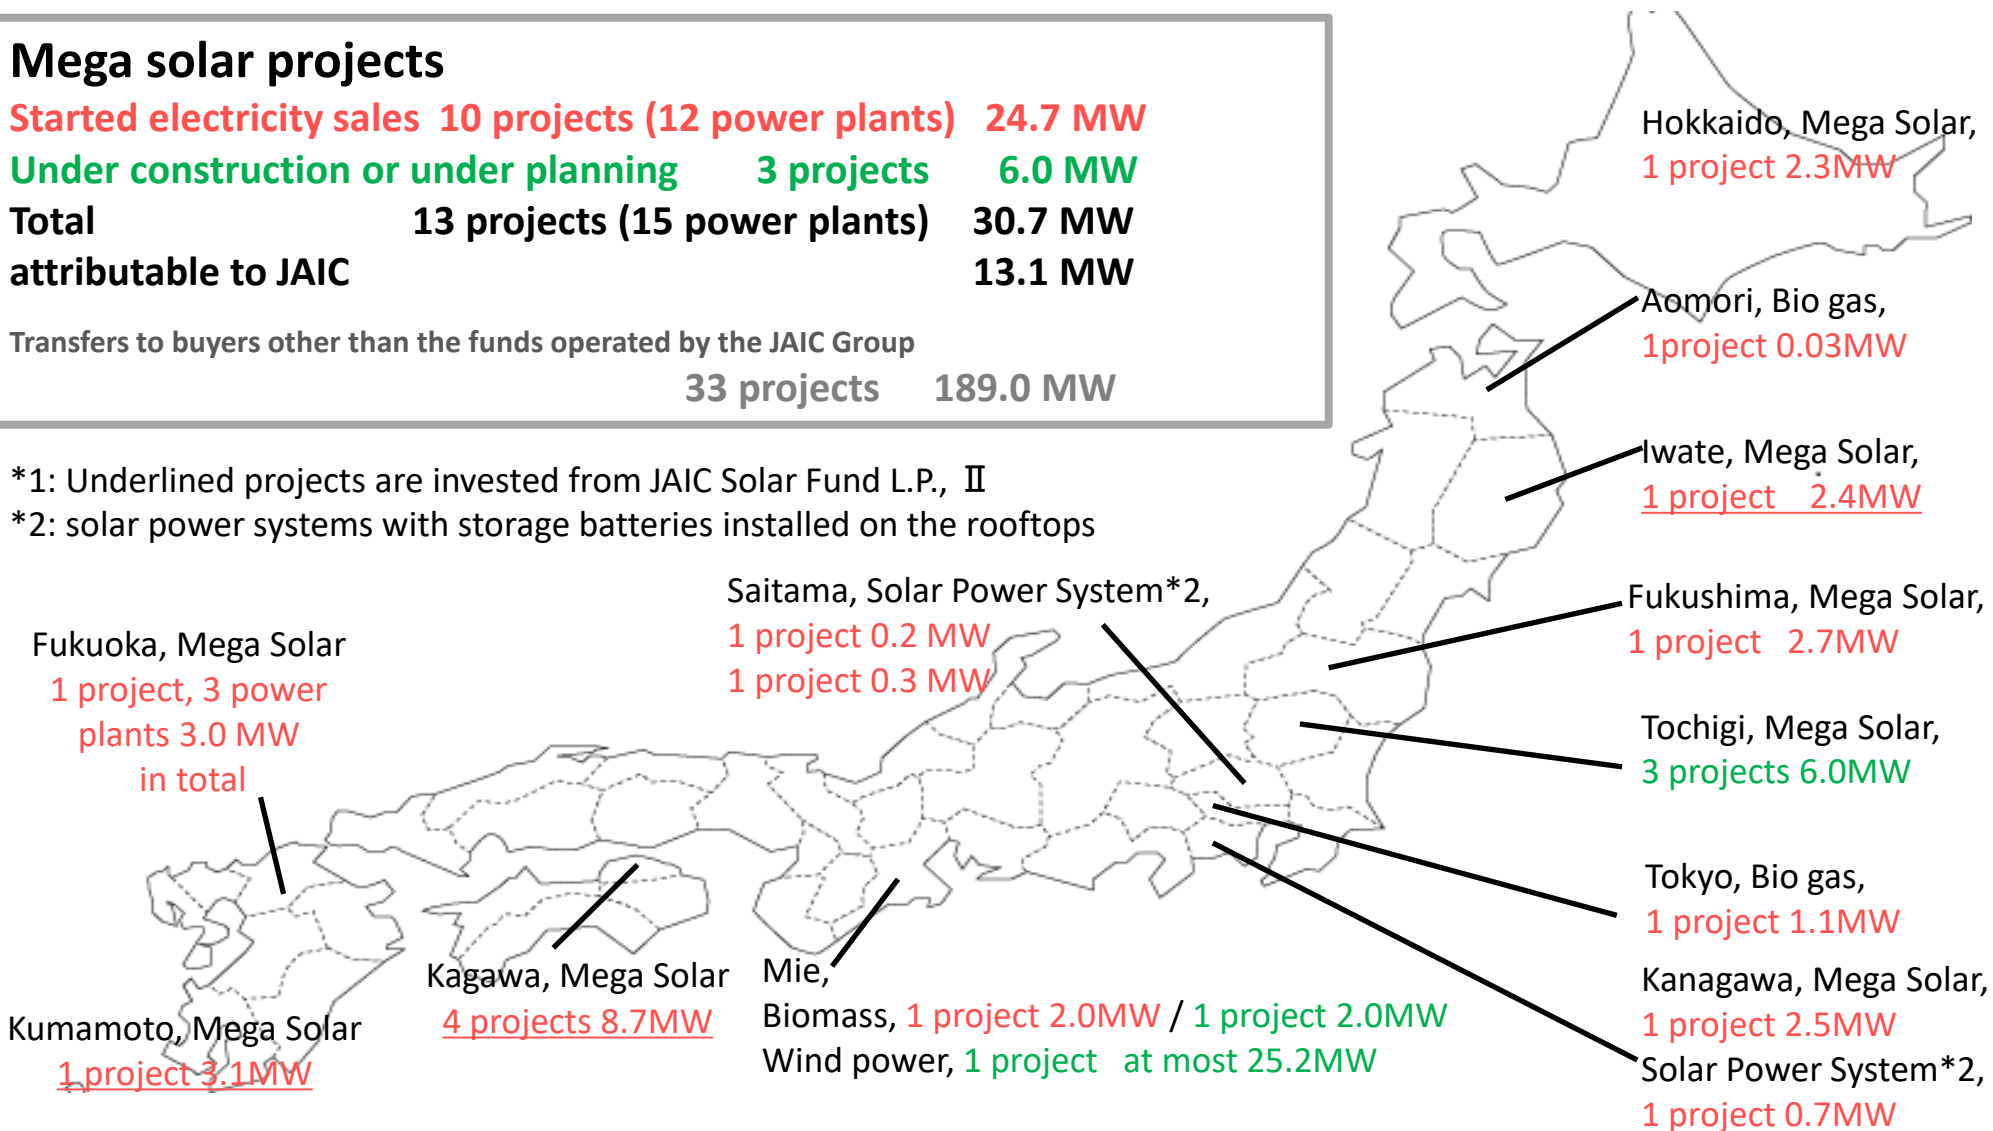 Mega solar projects
Started electricity sales 10 projects (12 power plants) 24.7 MW
Under construction or under planning 3 projects 6.0 MW
Total 13 projects (15 power plants) 30.7 MW
attributable to JAIC 13.1 MW
Transfers to buyers other than the funds operated by the JAIC Group
33 projects 189.0 MW
*1: Underlined projects are invested from JAIC Solar Fund L.P., Ⅱ
*2: solar power systems with storage batteries installed on the rooftops
Hokkaido, Mega Solar,
1 project 2.3MW
Aomori, Bio gas,
1project 0.03MW
Iwate, Mega Solar,
1 project 2.4MW
Fukushima, Mega Solar,
1 project 2.7MW
Tochigi, Mega Solar,
3 projects 6.0MW
Tokyo, Bio gas,
1 project 1.1MW
Kanagawa, Mega Solar,
1 project 2.5MW
Solar Power System*2,
1 project 0.7MW
Saitama, Solar Power System*2,
1 project 0.2 MW
1 project 0.3 MW
Fukuoka, Mega Solar
1 project, 3 power
plants 3.0 MW
in total
Kumamoto, Mega Solar
1 project 3.1MW
Kagawa, Mega Solar
4 projects 8.7MW
Mie,
Biomass, 1 project 2.0MW / 1 project 2.0MW
Wind power, 1 project at most 25.2MW